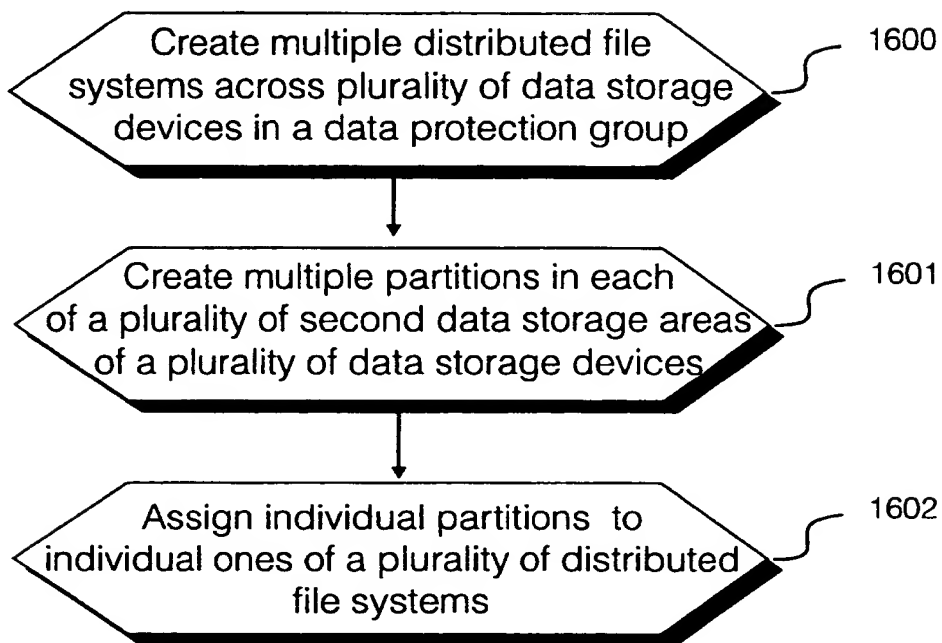 Create multiple distributed file
systems across plurality of data storage
devices in a data protection group
1600
Create multiple partitions in each
of a plurality of second data storage areas
of a plurality of data storage devices
1601
Assign individual partitions to
individual ones of a plurality of distributed
file systems
1602